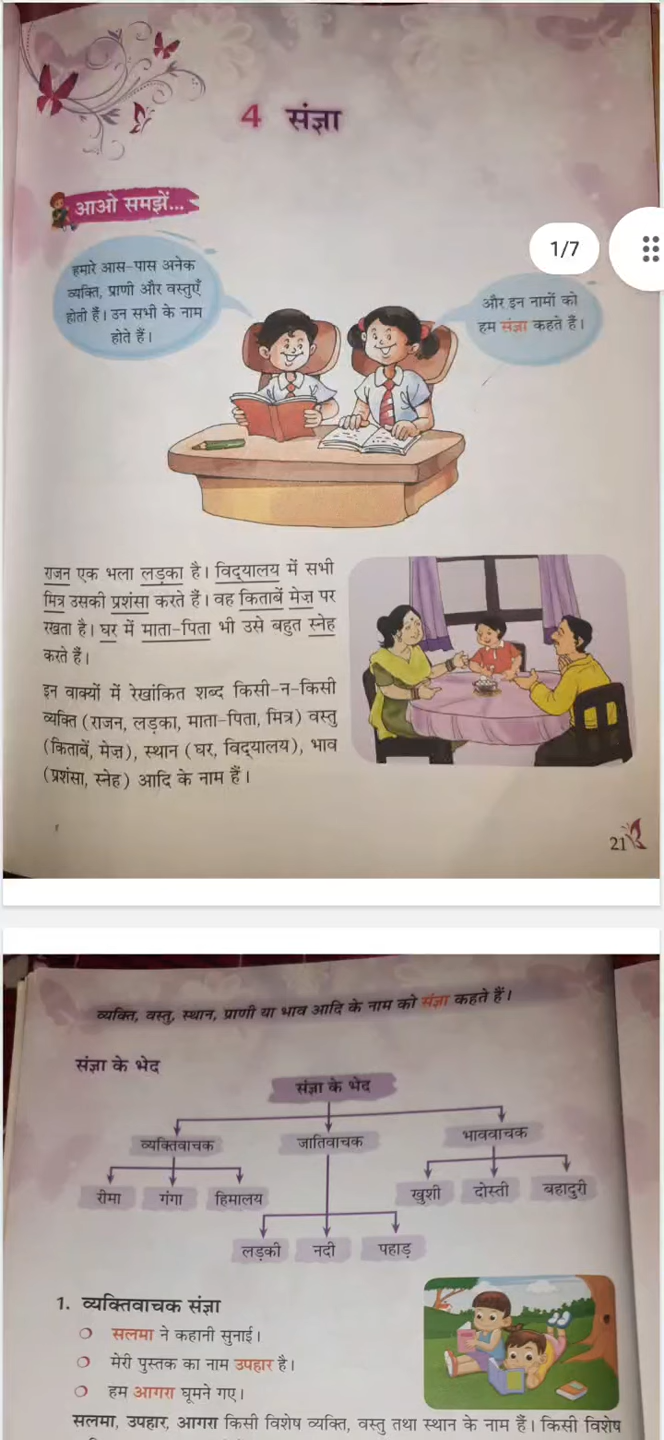 4 संज्ञा
आओ समझें...
हमारे आस-पास अनेक
व्यक्ति, प्राणी और वस्तुएँ
होती हैं। उन सभी के नाम
होते हैं।
1/7
और इन नामों को
हम संज्ञा कहते हैं।
राजन एक भला लड़का है। विद्यालय में सभी
मित्र उसकी प्रशंसा करते हैं। वह किताबें मेज़ पर
रखता है। घर में माता-पिता भी उसे बहुत स्नेह
करते हैं।
इन वाक्यों में रेखांकित शब्द किसी-न-किसी
व्यक्ति (राजन, लड़का, माता-पिता, मित्र) वस्तु
(किताबें, मेज़), स्थान (घर, विद्यालय), भाव
(प्रशंसा, स्नेह) आदि के नाम हैं।
21
व्यक्ति, वस्तु, स्थान, प्राणी या भाव आदि के नाम को संज्ञा कहते हैं।
संज्ञा के भेद
संज्ञा के भेद
व्यक्तिवाचक जातिवाचक भाववाचक
रीमा गंगा हिमालय खुशी दोस्ती बहादुरी
लड़की नदी पहाड़
1. व्यक्तिवाचक संज्ञा
सलमा ने कहानी सुनाई।
मेरी पुस्तक का नाम उपहार है।
हम आगरा घूमने गए।
सलमा, उपहार, आगरा किसी विशेष व्यक्ति, वस्तु तथा स्थान के नाम हैं। किसी विशेष